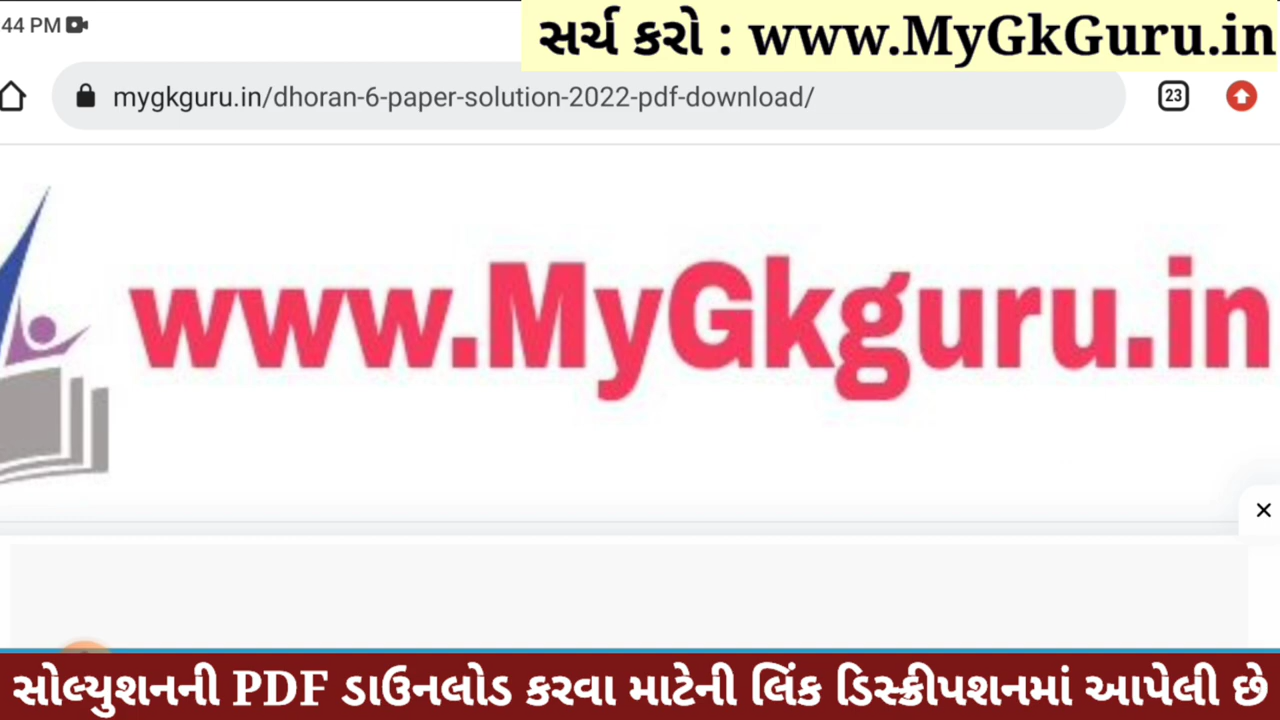 44 PM
સર્ચ કરો : www.MyGkGuru.in
mygkguru.in/dhoran-6-paper-solution-2022-pdf-download/
23
www.MyGkguru.in
સોલ્યુશનની PDF ડાઉનલોડ કરવા માટેની લિંક ડિસ્ક્રીપશનમાં આપેલી છે